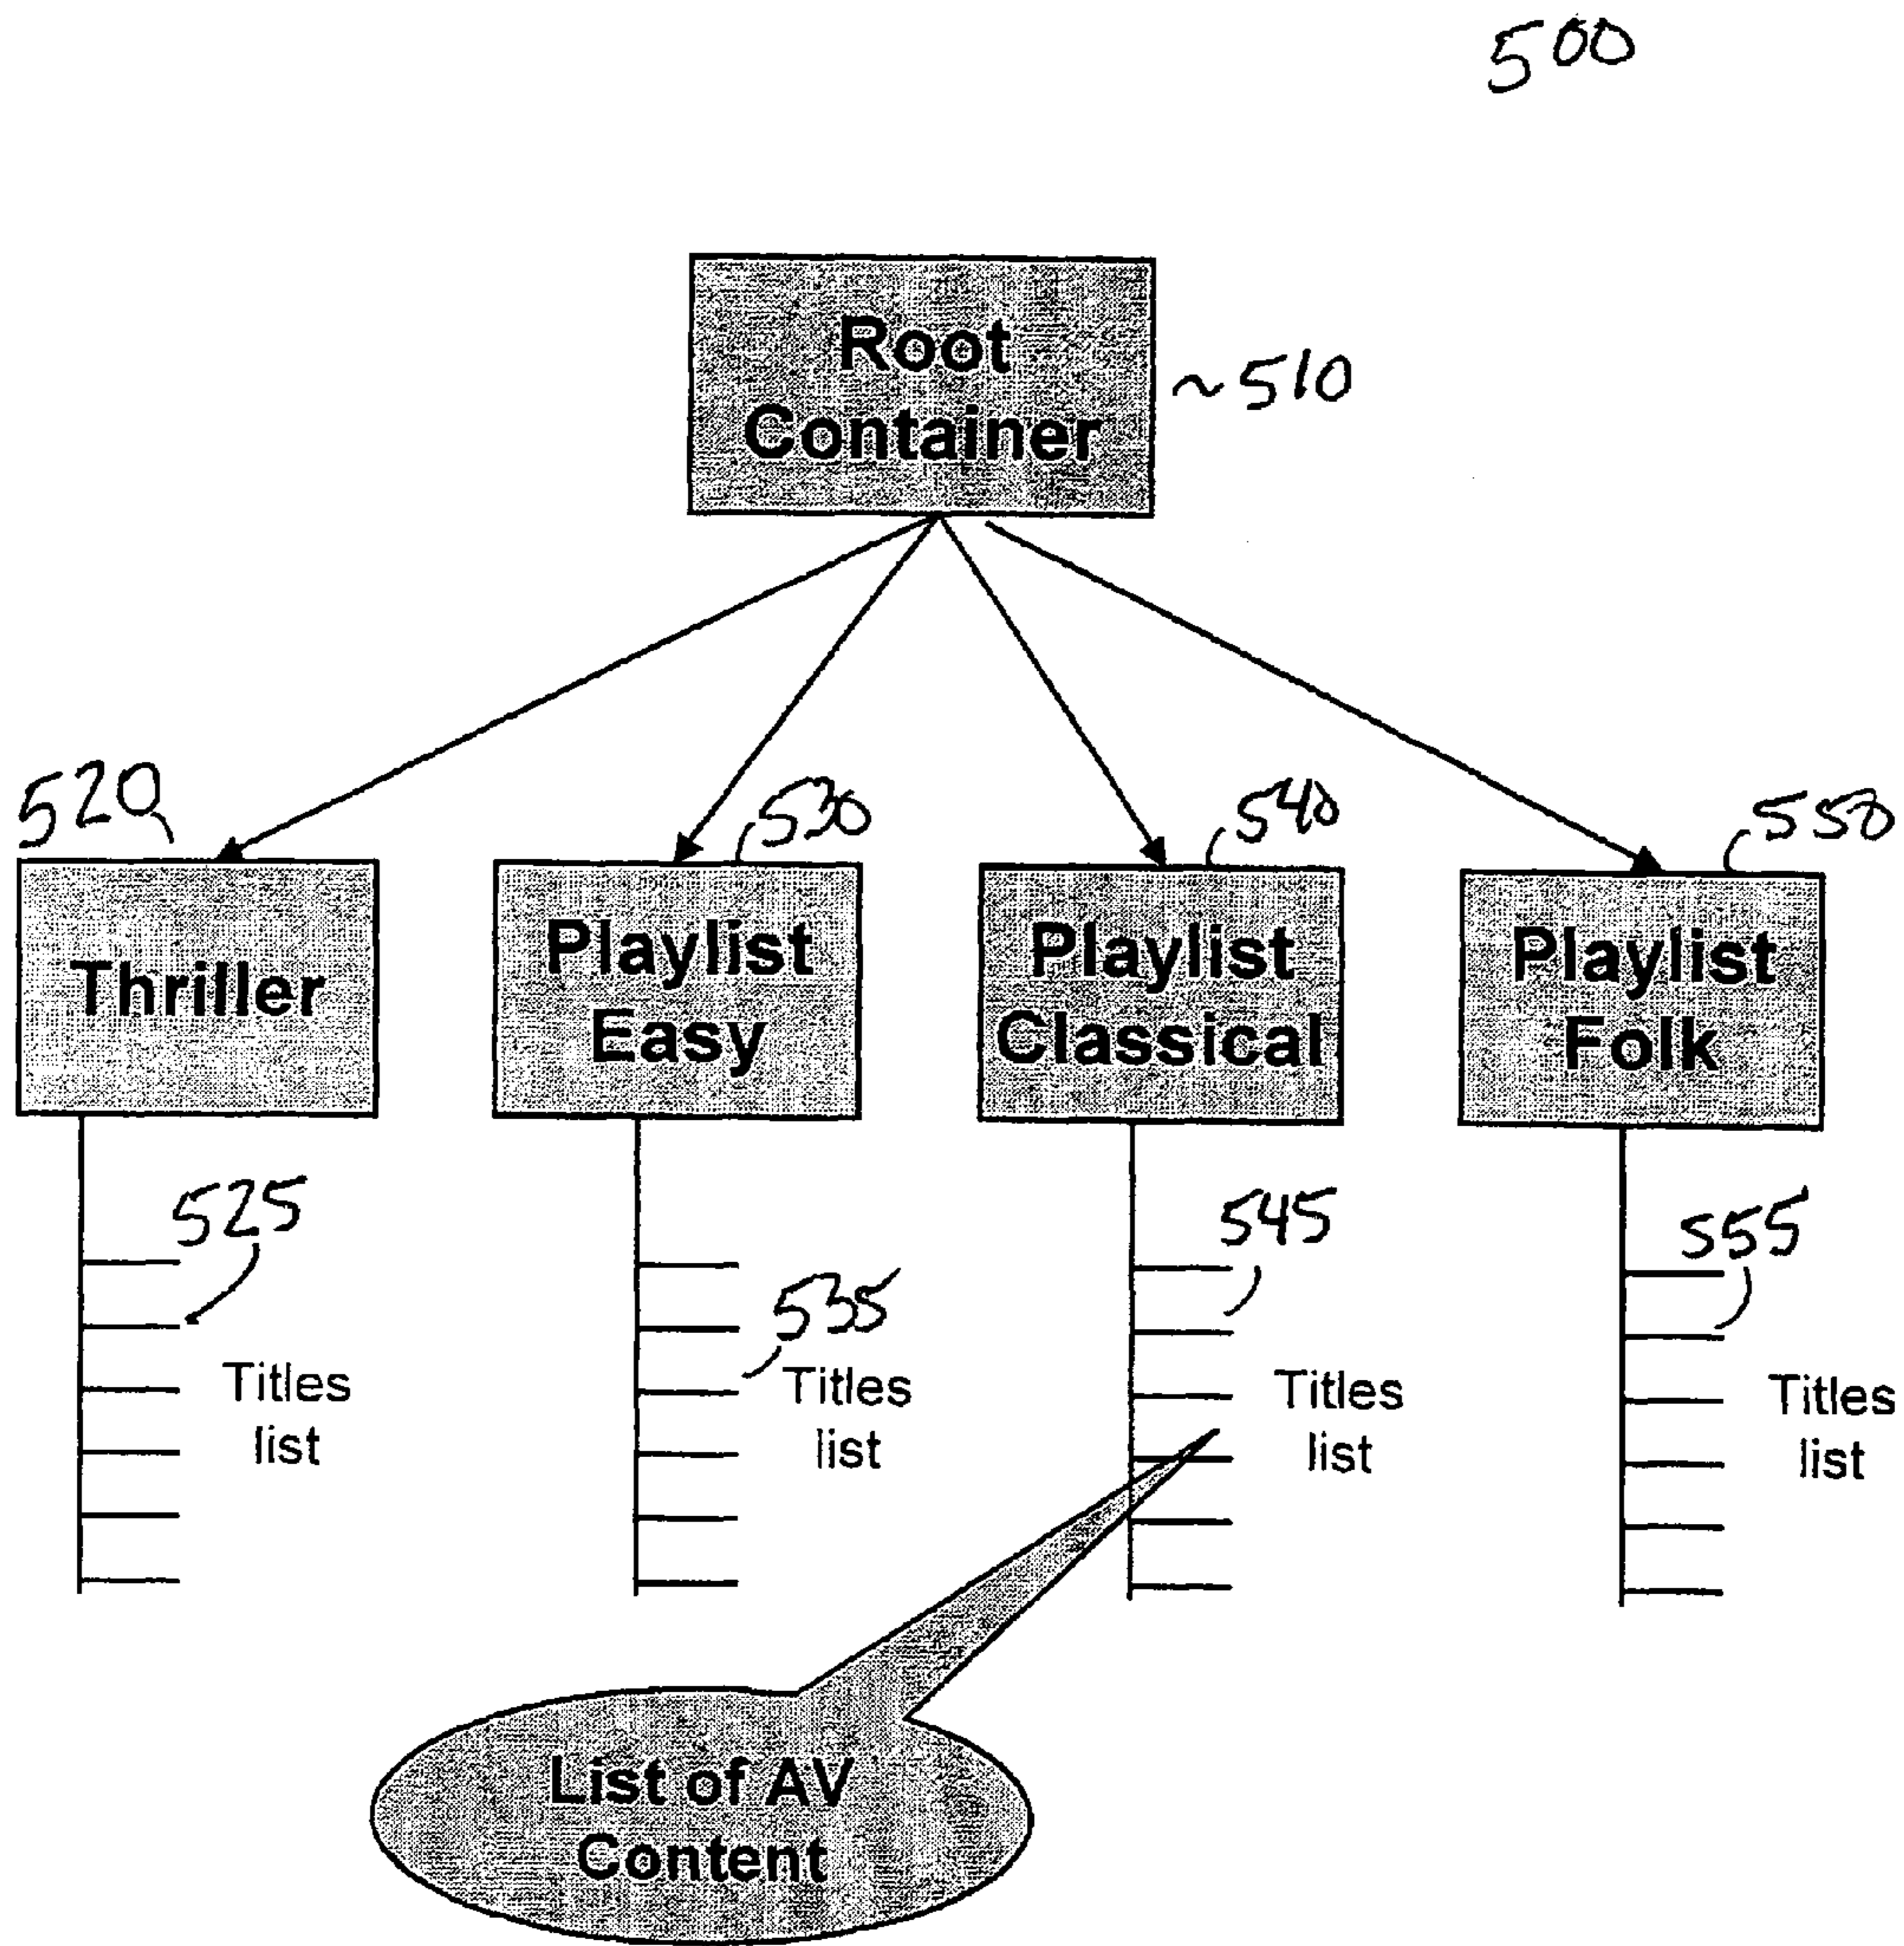 500
Root
Container
~510
520
530
540
550
Thriller
Playlist
Easy
Playlist
Classical
Playlist
Folk
525
535
545
555
Titles
list
Titles
list
Titles
list
Titles
list
List of AV
Content